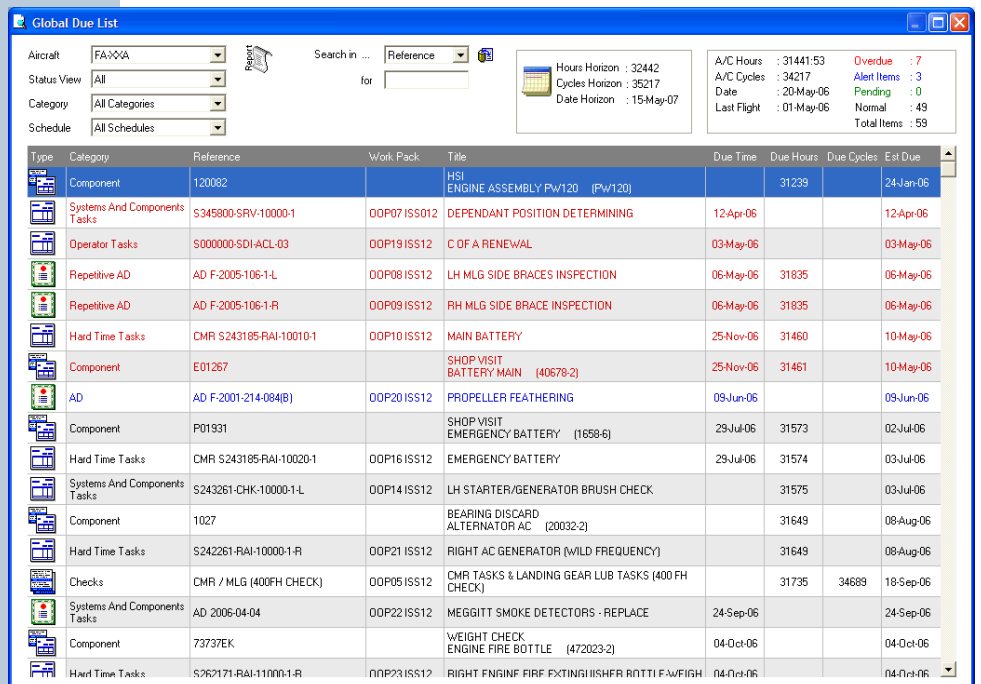 Global Due List
Aircraft FA-XXA Report Search in ... Reference
Status View All for
Category All Categories
Schedule All Schedules
Hours Horizon : 32442
Cycles Horizon : 35217
Date Horizon : 15-May-07
A/C Hours : 31441:53 Overdue : 7
A/C Cycles : 34217 Alert Items : 3
Date : 20-May-06 Pending : 0
Last Flight : 01-May-06 Normal : 49
Total Items : 59
Type Category Reference Work Pack Title Due Time Due Hours Due Cycles Est Due
Component 120082 HSI
ENGINE ASSEMBLY PW120 (PW120) 31239 24-Jan-06
Systems And Components
Tasks S345800-SRV-10000-1 OOP07 ISS012 DEPENDANT POSITION DETERMINING 12-Apr-06 12-Apr-06
Operator Tasks S000000-SDI-ACL-03 OOP19 ISS12 C OF A RENEWAL 03-May-06 03-May-06
Repetitive AD AD F-2005-106-1-L OOP08 ISS12 LH MLG SIDE BRACES INSPECTION 06-May-06 31835 06-May-06
Repetitive AD AD F-2005-106-1-R OOP09 ISS12 RH MLG SIDE BRACE INSPECTION 06-May-06 31835 06-May-06
Hard Time Tasks CMR S243185-RAI-10010-1 OOP10 ISS12 MAIN BATTERY 25-Nov-06 31460 10-May-06
Component E01267 SHOP VISIT
BATTERY MAIN (40678-2) 25-Nov-06 31461 10-May-06
AD AD F-2001-214-084(B) OOP20 ISS12 PROPELLER FEATHERING 09-Jun-06 09-Jun-06
Component P01931 SHOP VISIT
EMERGENCY BATTERY (1658-6) 29-Jul-06 31573 02-Jul-06
Hard Time Tasks CMR S243185-RAI-10020-1 OOP16 ISS12 EMERGENCY BATTERY 29-Jul-06 31574 03-Jul-06
Systems And Components
Tasks S243261-CHK-10000-1-L OOP14 ISS12 LH STARTER/GENERATOR BRUSH CHECK 31575 03-Jul-06
Component 1027 BEARING DISCARD
ALTERNATOR AC (20032-2) 31649 08-Aug-06
Hard Time Tasks S242261-RAI-10000-1-R OOP21 ISS12 RIGHT AC GENERATOR (WILD FREQUENCY) 31649 08-Aug-06
Checks CMR / MLG (400FH CHECK) OOP05 ISS12 CMR TASKS & LANDING GEAR LUB TASKS (400 FH
CHECK) 31735 34689 18-Sep-06
Systems And Components
Tasks AD 2006-04-04 OOP22 ISS12 MEGGITT SMOKE DETECTORS - REPLACE 24-Sep-06 24-Sep-06
Component 73737EK WEIGHT CHECK
ENGINE FIRE BOTTLE (472023-2) 04-Oct-06 04-Oct-06
Hard Time Tasks S262171-RAI-11000-1-R OOP23 ISS12 RIGHT ENGINE FIRE EXTINGUISHER BOTTLE-WEIGH 04-Oct-06 04-Oct-06